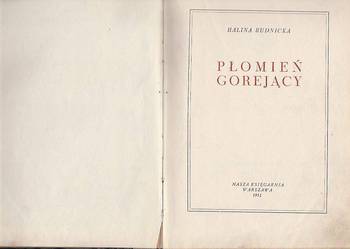 HALINA RUDNICKA
PŁOMIEŃ
GOREJĄCY
NASZA KSIĘGARNIA
WARSZAWA
1951